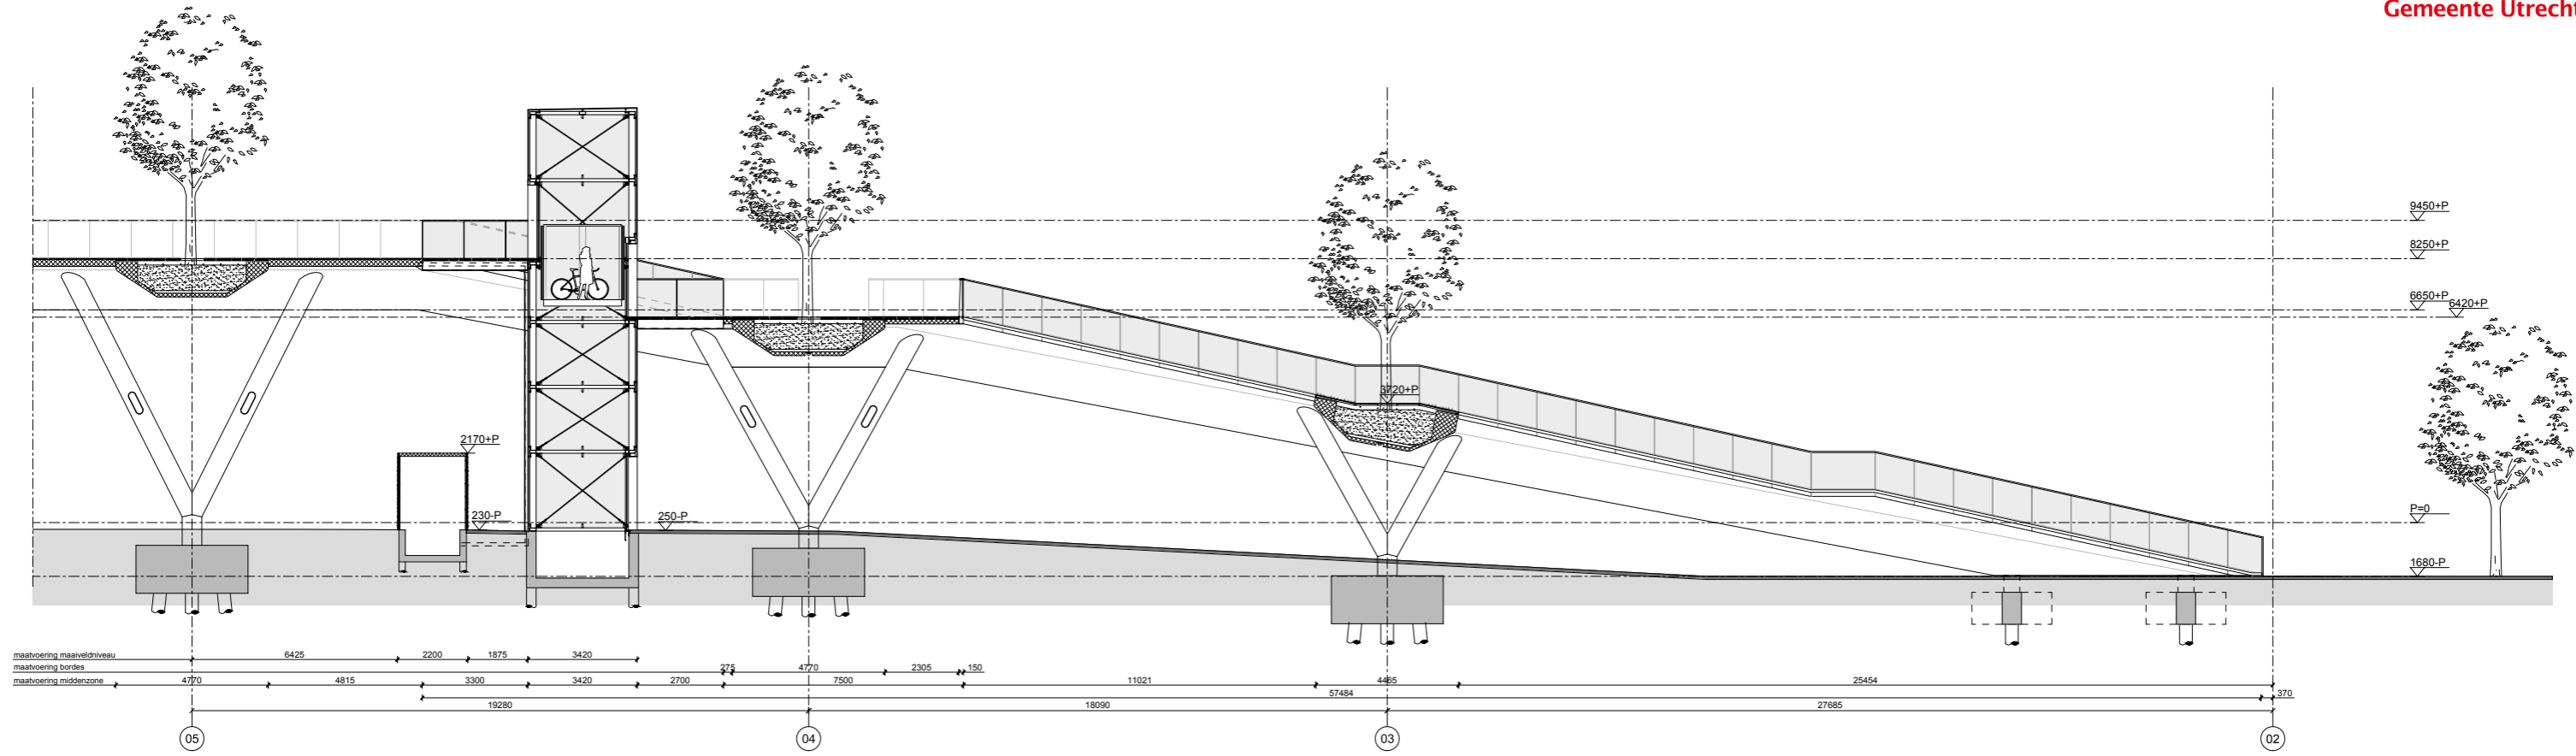 Gemeente Utrecht
9450+P
8250+P
6650+P
6420+P
3720+P
2170+P
230-P
250-P
P=0
1680-P
maatvoering maaiveldniveau 6425 2200 1875 3420
maatvoering bordes 275 4770 2305 150
maatvoering middenzone 4770 4815 3300 3420 2700 7500 11021 4465 25454
57484 370
19280 18090 27685
05 04 03 02